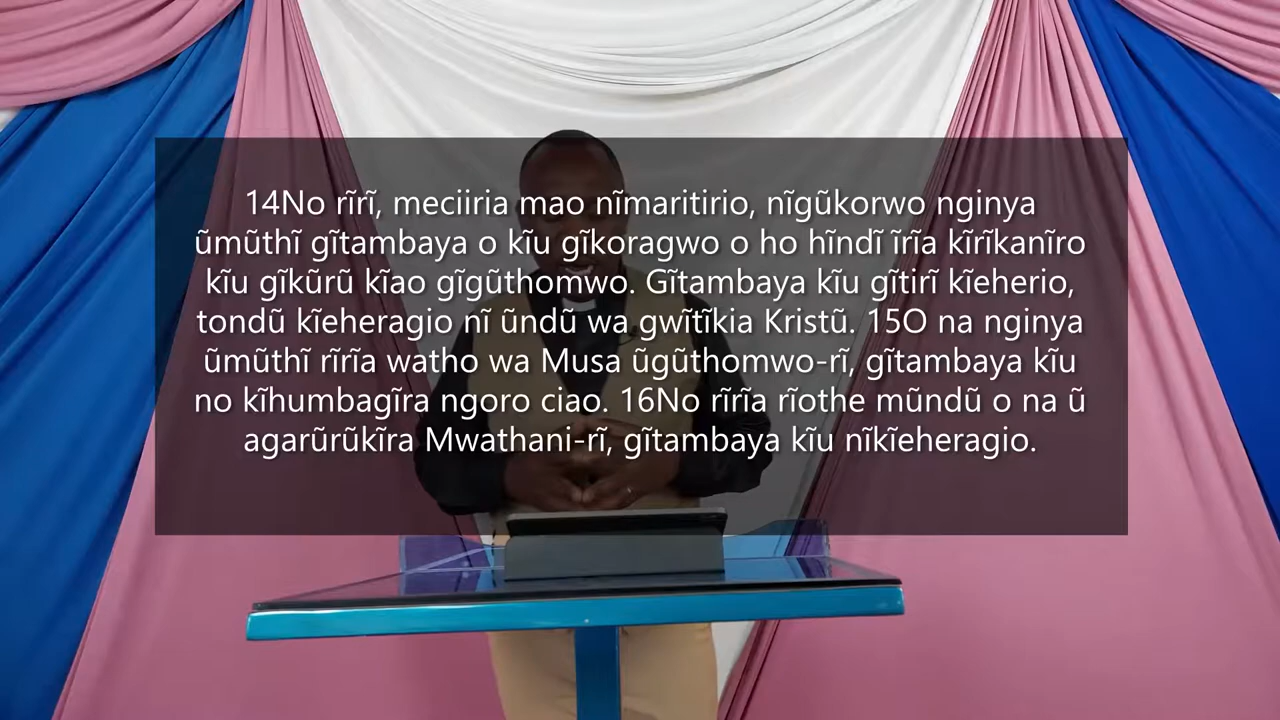 14No rĩrĩ, meciiria mao nĩmaritirio, nĩgũkorwo nginya
ũmũthĩ gĩtambaya o kĩu gĩkoragwo o ho hĩndĩ ĩrĩa kĩrĩkanĩro
kĩu gĩkũrũ kĩao gĩgũthomwo. Gĩtambaya kĩu gĩtirĩ kĩeherio,
tondũ kĩeheragio nĩ ũndũ wa gwĩtĩkia Kristũ. 15O na nginya
ũmũthĩ rĩrĩa watho wa Musa ũgũthomwo-rĩ, gĩtambaya kĩu
no kĩhumbagĩra ngoro ciao. 16No rĩrĩa rĩothe mũndũ o na ũ
agarũrũkĩra Mwathani-rĩ, gĩtambaya kĩu nĩkĩeheragio.